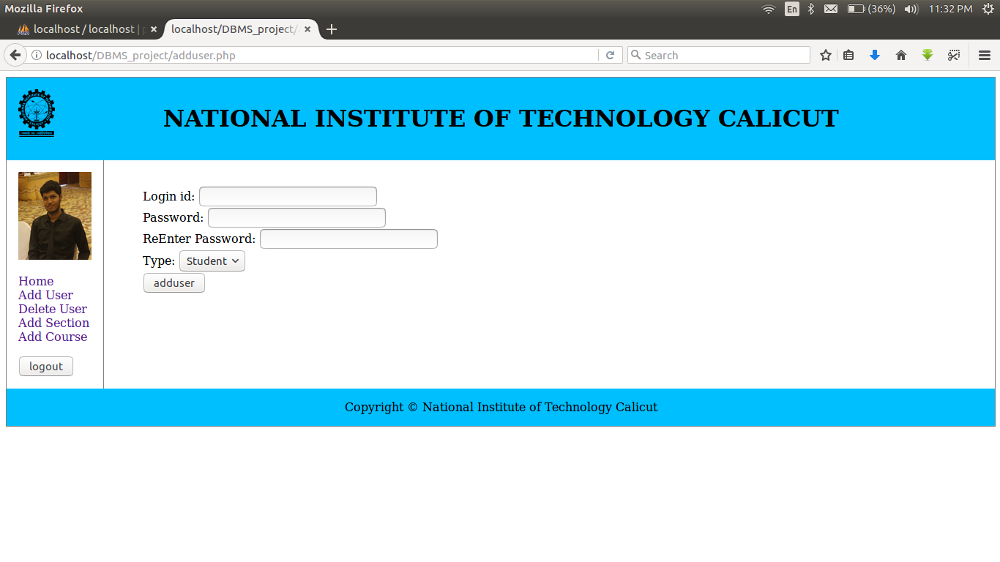 Mozilla Firefox
En
(36%)
11:32 PM
localhost / localhost |
localhost/DBMS_project/
localhost/DBMS_project/adduser.php
Search
NATIONAL INSTITUTE OF TECHNOLOGY CALICUT
Login id:
Password:
ReEnter Password:
Type: Student
adduser
Home
Add User
Delete User
Add Section
Add Course
logout
Copyright © National Institute of Technology Calicut